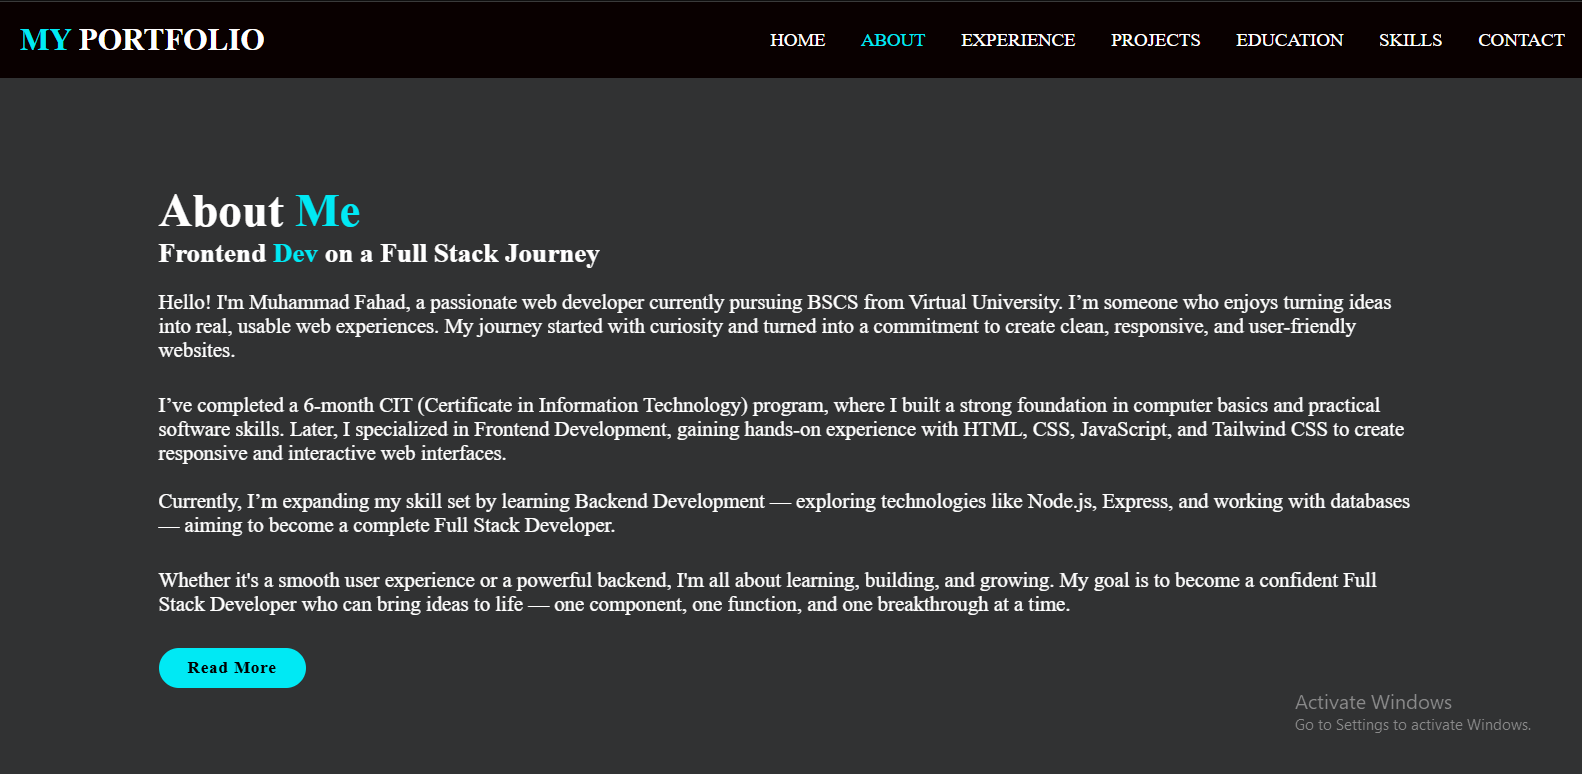 MY PORTFOLIO
HOME ABOUT EXPERIENCE PROJECTS EDUCATION SKILLS CONTACT
About Me
Frontend Dev on a Full Stack Journey
Hello! I'm Muhammad Fahad, a passionate web developer currently pursuing BSCS from Virtual University. I’m someone who enjoys turning ideas
into real, usable web experiences. My journey started with curiosity and turned into a commitment to create clean, responsive, and user-friendly
websites.
I’ve completed a 6-month CIT (Certificate in Information Technology) program, where I built a strong foundation in computer basics and practical
software skills. Later, I specialized in Frontend Development, gaining hands-on experience with HTML, CSS, JavaScript, and Tailwind CSS to create
responsive and interactive web interfaces.
Currently, I’m expanding my skill set by learning Backend Development — exploring technologies like Node.js, Express, and working with databases
— aiming to become a complete Full Stack Developer.
Whether it's a smooth user experience or a powerful backend, I'm all about learning, building, and growing. My goal is to become a confident Full
Stack Developer who can bring ideas to life — one component, one function, and one breakthrough at a time.
Read More
Activate Windows
Go to Settings to activate Windows.